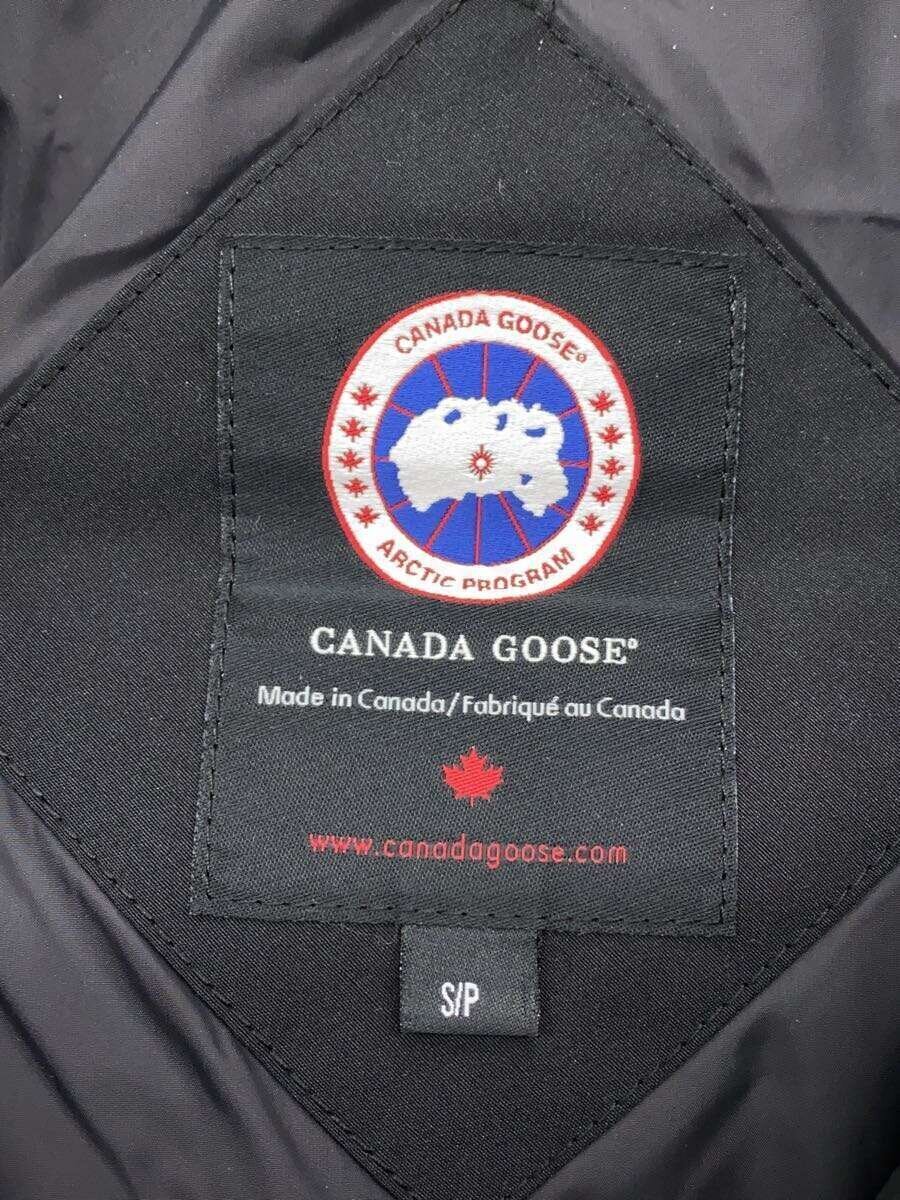 CANADA GOOSE®
ARCTIC PROGRAM
CANADA GOOSE®
Made in Canada/Fabriqué au Canada
www.canadagoose.com
S/P